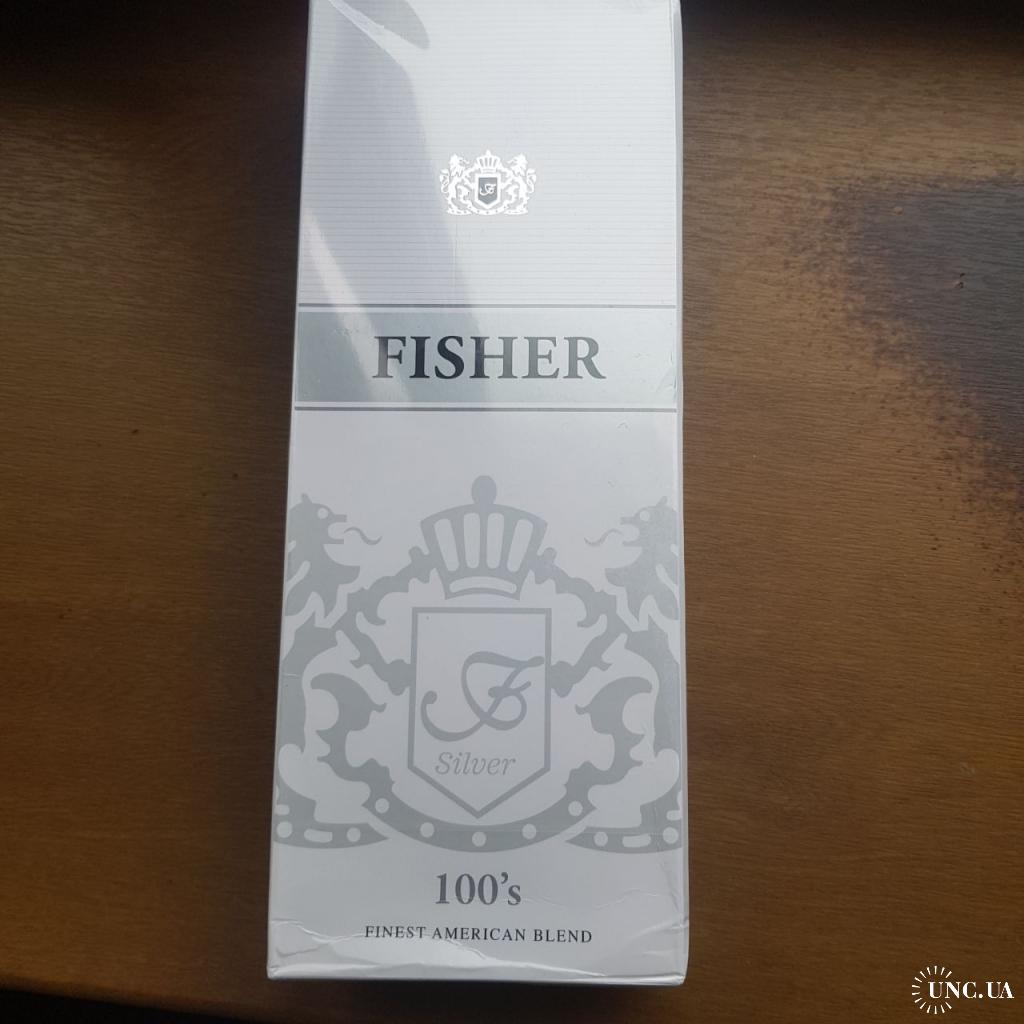 FISHER
Silver
100's
FINEST AMERICAN BLEND
UNC.UA